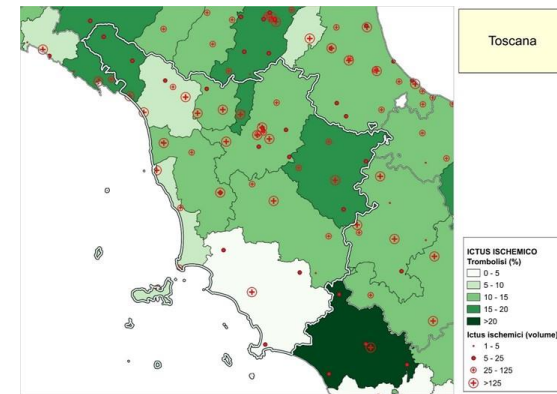 Toscana
ICTUS ISCHEMICO
Trombolisi (%)
0 - 5
5 - 10
10 - 15
15 - 20
>20
Ictus ischemici (volume)
1 - 5
5 - 25
25 - 125
>125